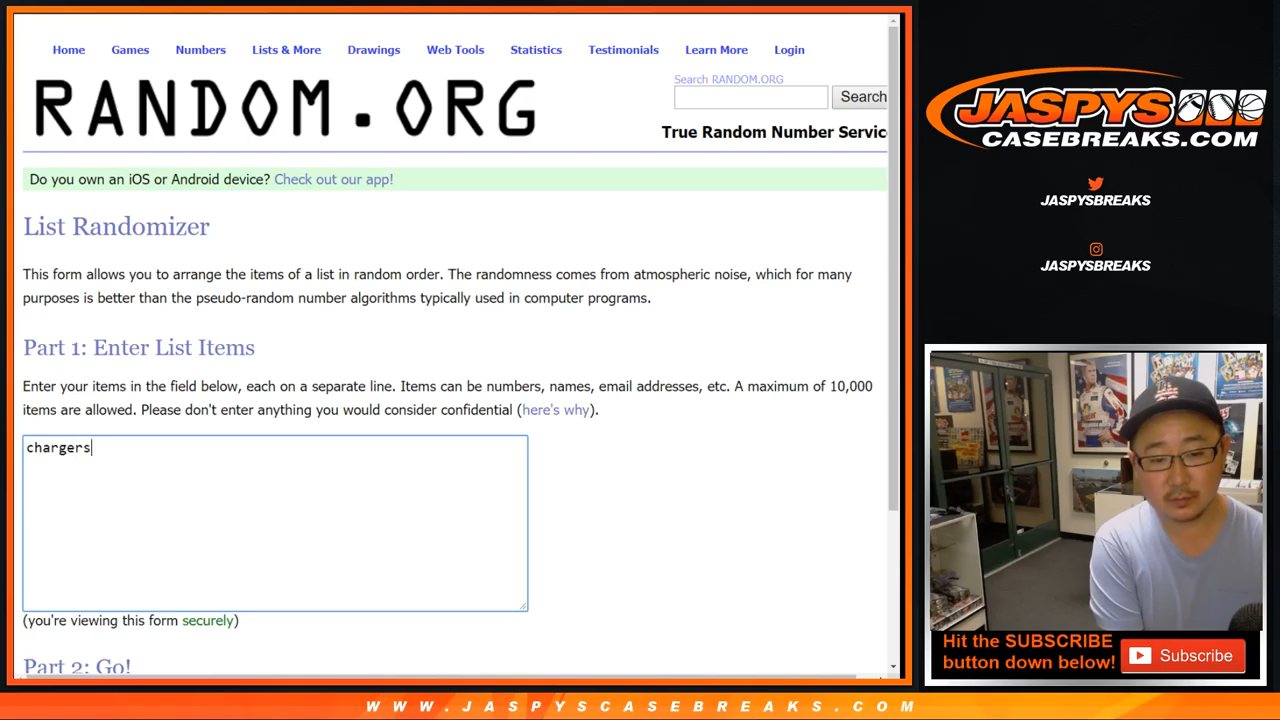 Home Games Numbers Lists & More Drawings Web Tools Statistics Testimonials Learn More Login
RANDOM.ORG
Search RANDOM.ORG
Search
True Random Number Servic
Do you own an iOS or Android device? Check out our app!
List Randomizer
This form allows you to arrange the items of a list in random order. The randomness comes from atmospheric noise, which for many
purposes is better than the pseudo-random number algorithms typically used in computer programs.
Part 1: Enter List Items
Enter your items in the field below, each on a separate line. Items can be numbers, names, email addresses, etc. A maximum of 10,000
items are allowed. Please don't enter anything you would consider confidential (here's why).
chargers
(you're viewing this form securely)
Part 2: Go!
JASPYS
CASEBREAKS.COM
JASPYSBREAKS
JASPYSBREAKS
Hit the SUBSCRIBE
button down below!
Subscribe
WWW.JASPYSCASEBREAKS.COM